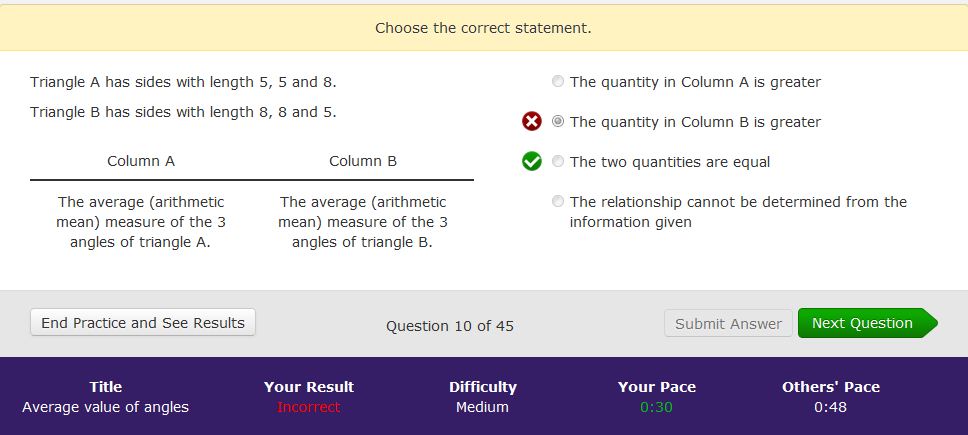 Choose the correct statement.
Triangle A has sides with length 5, 5 and 8.
Triangle B has sides with length 8, 8 and 5.
Column A
Column B
The average (arithmetic
mean) measure of the 3
angles of triangle A.
The average (arithmetic
mean) measure of the 3
angles of triangle B.
The quantity in Column A is greater
The quantity in Column B is greater
The two quantities are equal
The relationship cannot be determined from the
information given
End Practice and See Results
Question 10 of 45
Submit Answer
Next Question
Title
Average value of angles
Your Result
Incorrect
Difficulty
Medium
Your Pace
0:30
Others' Pace
0:48